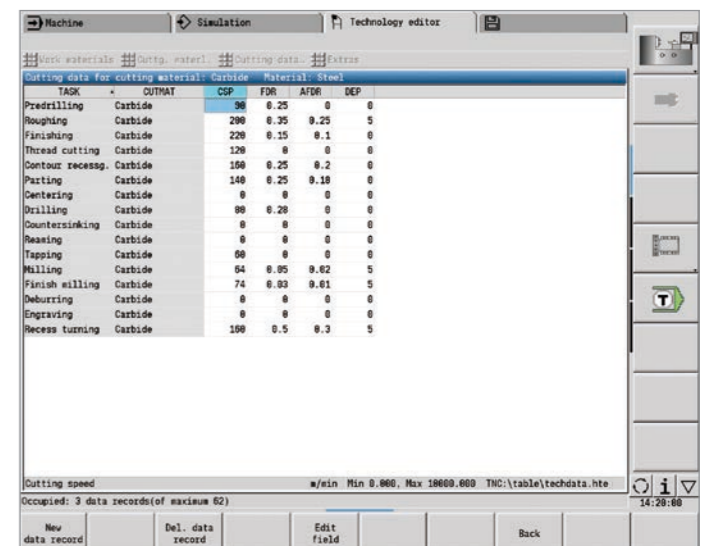 Machine Simulation Technology editor
Work materials Cuttg. materl. Cutting data. Extras
Cutting data for cutting material: Carbide Material: Steel
TASK CUTMAT CSP FDR AFDR DEP
Predrilling Carbide 90 0.25 0 0
Roughing Carbide 200 0.35 0.25 5
Finishing Carbide 220 0.15 0.1 0
Thread cutting Carbide 120 0 0 0
Contour recessg. Carbide 160 0.25 0.2 0
Parting Carbide 140 0.25 0.18 0
Centering Carbide 0 0 0 0
Drilling Carbide 80 0.28 0 0
Countersinking Carbide 0 0 0 0
Reaming Carbide 0 0 0 0
Tapping Carbide 60 0 0 0
Milling Carbide 64 0.05 0.02 5
Finish milling Carbide 74 0.03 0.01 5
Deburring Carbide 0 0 0 0
Engraving Carbide 0 0 0 0
Recess turning Carbide 160 0.5 0.3 5
T
Cutting speed m/min Min 0.000, Max 10000.000 TNC:\table\techdata.hte
Occupied: 3 data records(of maximum 62)
i
14:20:00
New data record
Del. data record
Edit field
Back